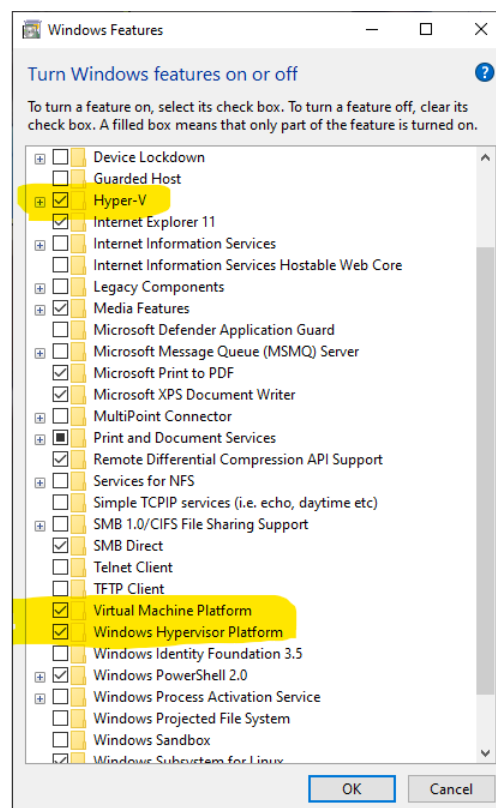 Windows Features
Turn Windows features on or off
To turn a feature on, select its check box. To turn a feature off, clear its
check box. A filled box means that only part of the feature is turned on.
Device Lockdown
Guarded Host
Hyper-V
Internet Explorer 11
Internet Information Services
Internet Information Services Hostable Web Core
Legacy Components
Media Features
Microsoft Defender Application Guard
Microsoft Message Queue (MSMQ) Server
Microsoft Print to PDF
Microsoft XPS Document Writer
MultiPoint Connector
Print and Document Services
Remote Differential Compression API Support
Services for NFS
Simple TCPIP services (i.e. echo, daytime etc)
SMB 1.0/CIFS File Sharing Support
SMB Direct
Telnet Client
TFTP Client
Virtual Machine Platform
Windows Hypervisor Platform
Windows Identity Foundation 3.5
Windows PowerShell 2.0
Windows Process Activation Service
Windows Projected File System
Windows Sandbox
Windows Subsystem for Linux
OK Cancel